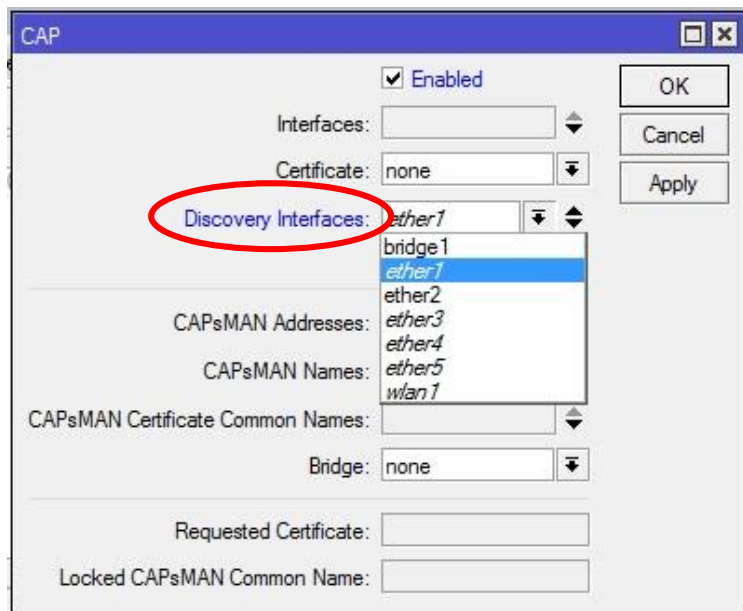 CAP
Enabled
OK
Interfaces:
Cancel
Certificate: none
Apply
Discovery Interfaces: ether1
bridge1
ether1
ether2
ether3
CAPsMAN Addresses:
ether4
CAPsMAN Names:
ether5
wlan1
CAPsMAN Certificate Common Names:
Bridge: none
Requested Certificate:
Locked CAPsMAN Common Name: